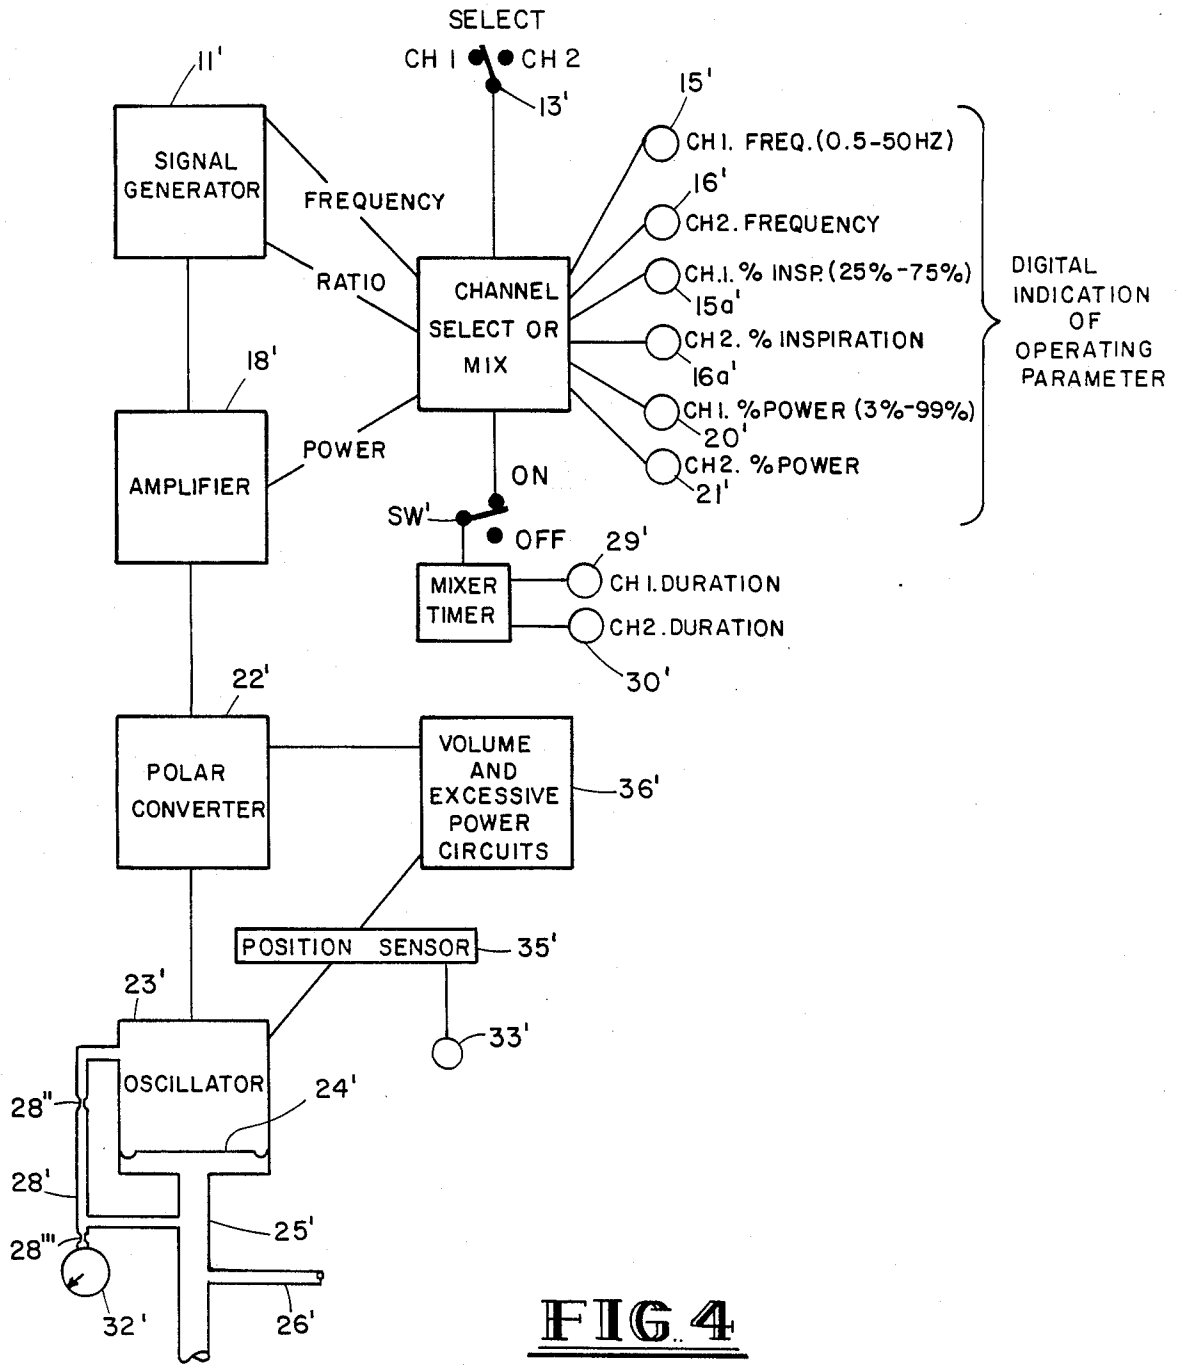 SELECT
CH 1 CH 2
13'
11'
SIGNAL
GENERATOR
FREQUENCY
RATIO
POWER
CHANNEL
SELECT OR
MIX
15'
CH1. FREQ. (0.5-50HZ)
16'
CH2. FREQUENCY
CH.1. % INSP. (25%-75%)
15a'
CH2. % INSPIRATION
16a'
CH1. %POWER (3%-99%)
20'
CH2. %POWER
21'
DIGITAL
INDICATION
OF
OPERATING
PARAMETER
18'
AMPLIFIER
ON
SW'
OFF
29'
MIXER
TIMER
CH1.DURATION
CH2.DURATION
30'
22'
POLAR
CONVERTER
VOLUME
AND
EXCESSIVE
POWER
CIRCUITS
36'
POSITION SENSOR
35'
33'
23'
OSCILLATOR
24'
28''
28'
25'
28'''
32'
26'
FIG. 4